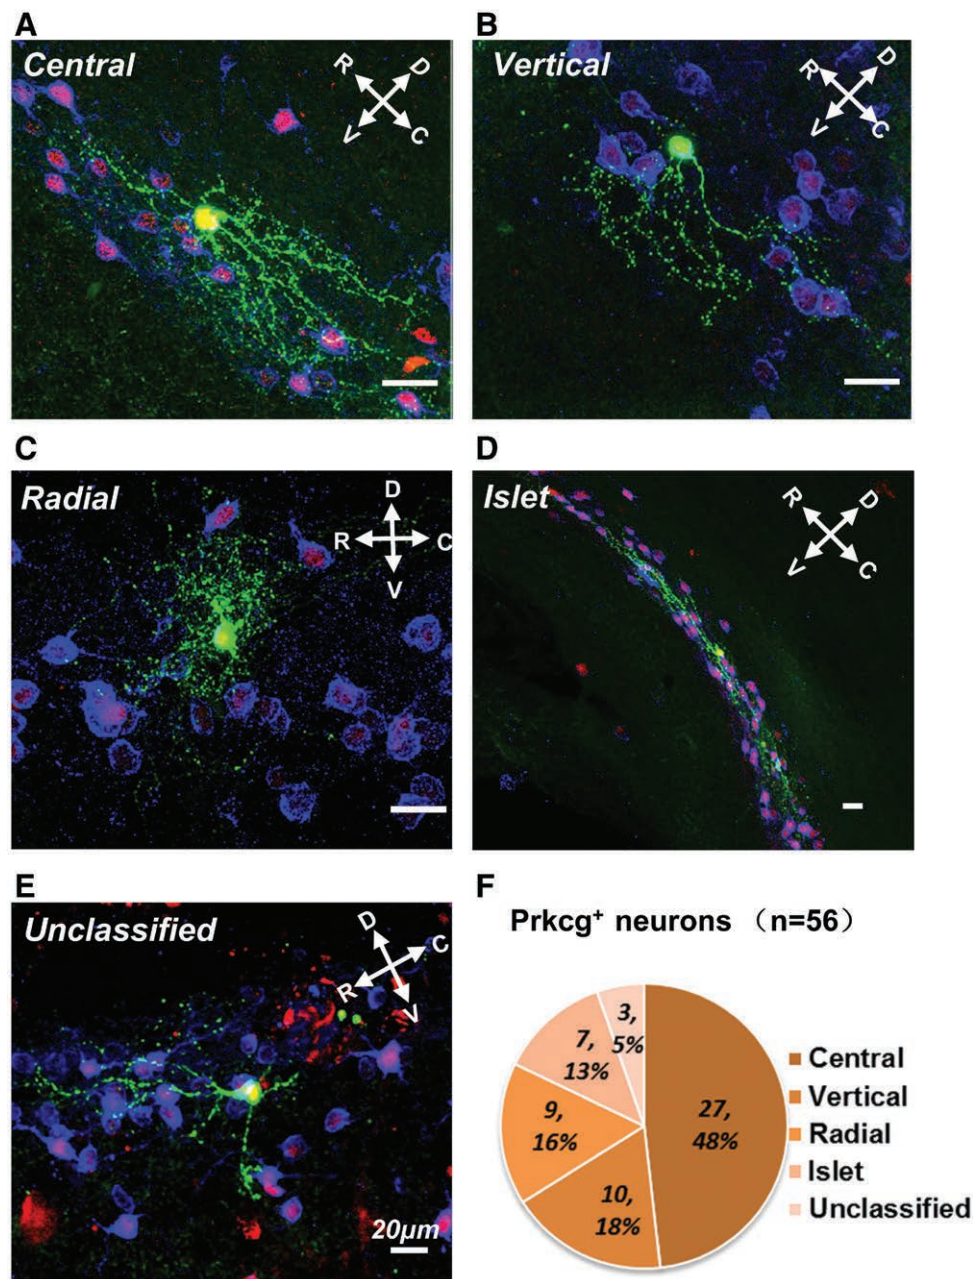 A
Central
R
D
V
C
B
Vertical
R
D
V
C
C
Radial
D
R
C
V
D
Islet
R
D
V
C
E
Unclassified
D
C
R
V
20μm
F
Prkcg+ neurons （n=56）
3,
5%
7,
13%
9,
16%
27,
48%
10,
18%
Central
Vertical
Radial
Islet
Unclassified